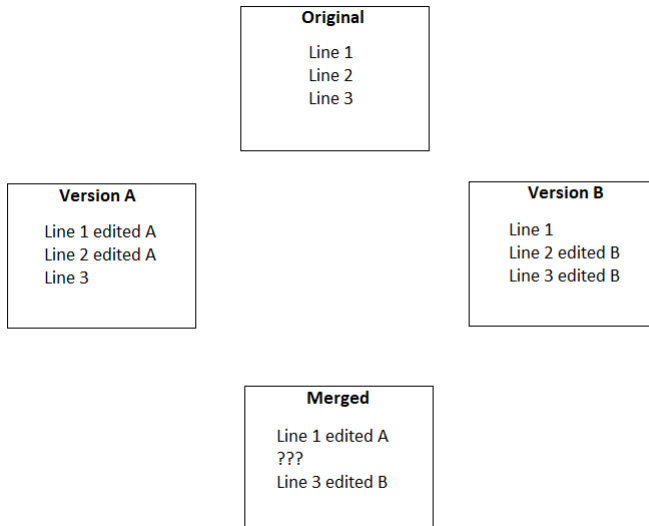 Original
Line 1
Line 2
Line 3
Version A
Line 1 edited A
Line 2 edited A
Line 3
Version B
Line 1
Line 2 edited B
Line 3 edited B
Merged
Line 1 edited A
???
Line 3 edited B